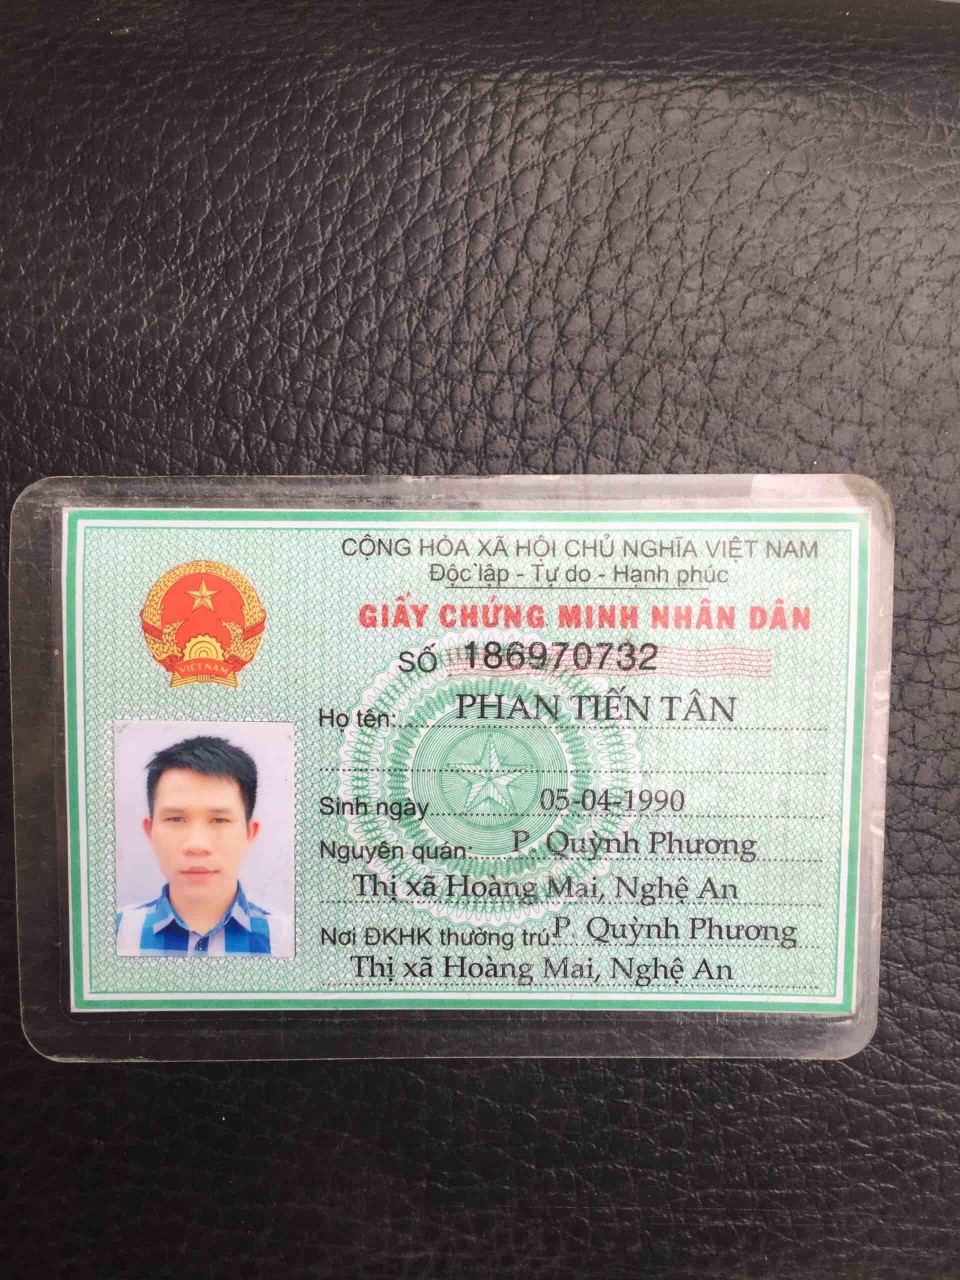 CỘNG HÒA XÃ HỘI CHỦ NGHĨA VIỆT NAM
Độc lập - Tự do - Hạnh phúc
GIẤY CHỨNG MINH NHÂN DÂN
SỐ 186970732
VIỆT NAM
Họ tên: PHAN TIẾN TÂN
Sinh ngày 05-04-1990
Nguyên quán: P. Quỳnh Phương
Thị xã Hoàng Mai, Nghệ An
Nơi ĐKHK thường trú: P. Quỳnh Phương
Thị xã Hoàng Mai, Nghệ An